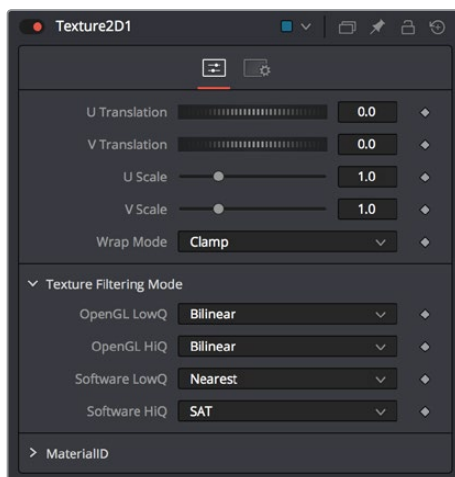 Texture2D1
U Translation 0.0
V Translation 0.0
U Scale 1.0
V Scale 1.0
Wrap Mode Clamp
Texture Filtering Mode
OpenGL LowQ Bilinear
OpenGL HiQ Bilinear
Software LowQ Nearest
Software HiQ SAT
MaterialID